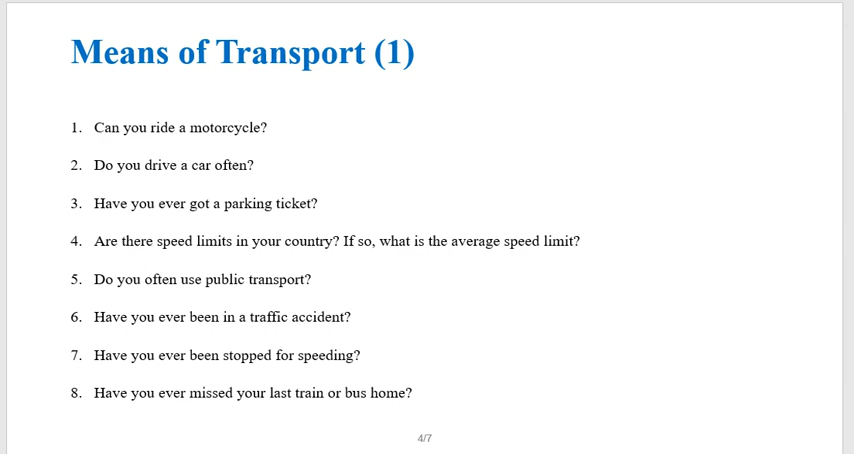 Means of Transport (1)
1. Can you ride a motorcycle?
2. Do you drive a car often?
3. Have you ever got a parking ticket?
4. Are there speed limits in your country? If so, what is the average speed limit?
5. Do you often use public transport?
6. Have you ever been in a traffic accident?
7. Have you ever been stopped for speeding?
8. Have you ever missed your last train or bus home?
4/7